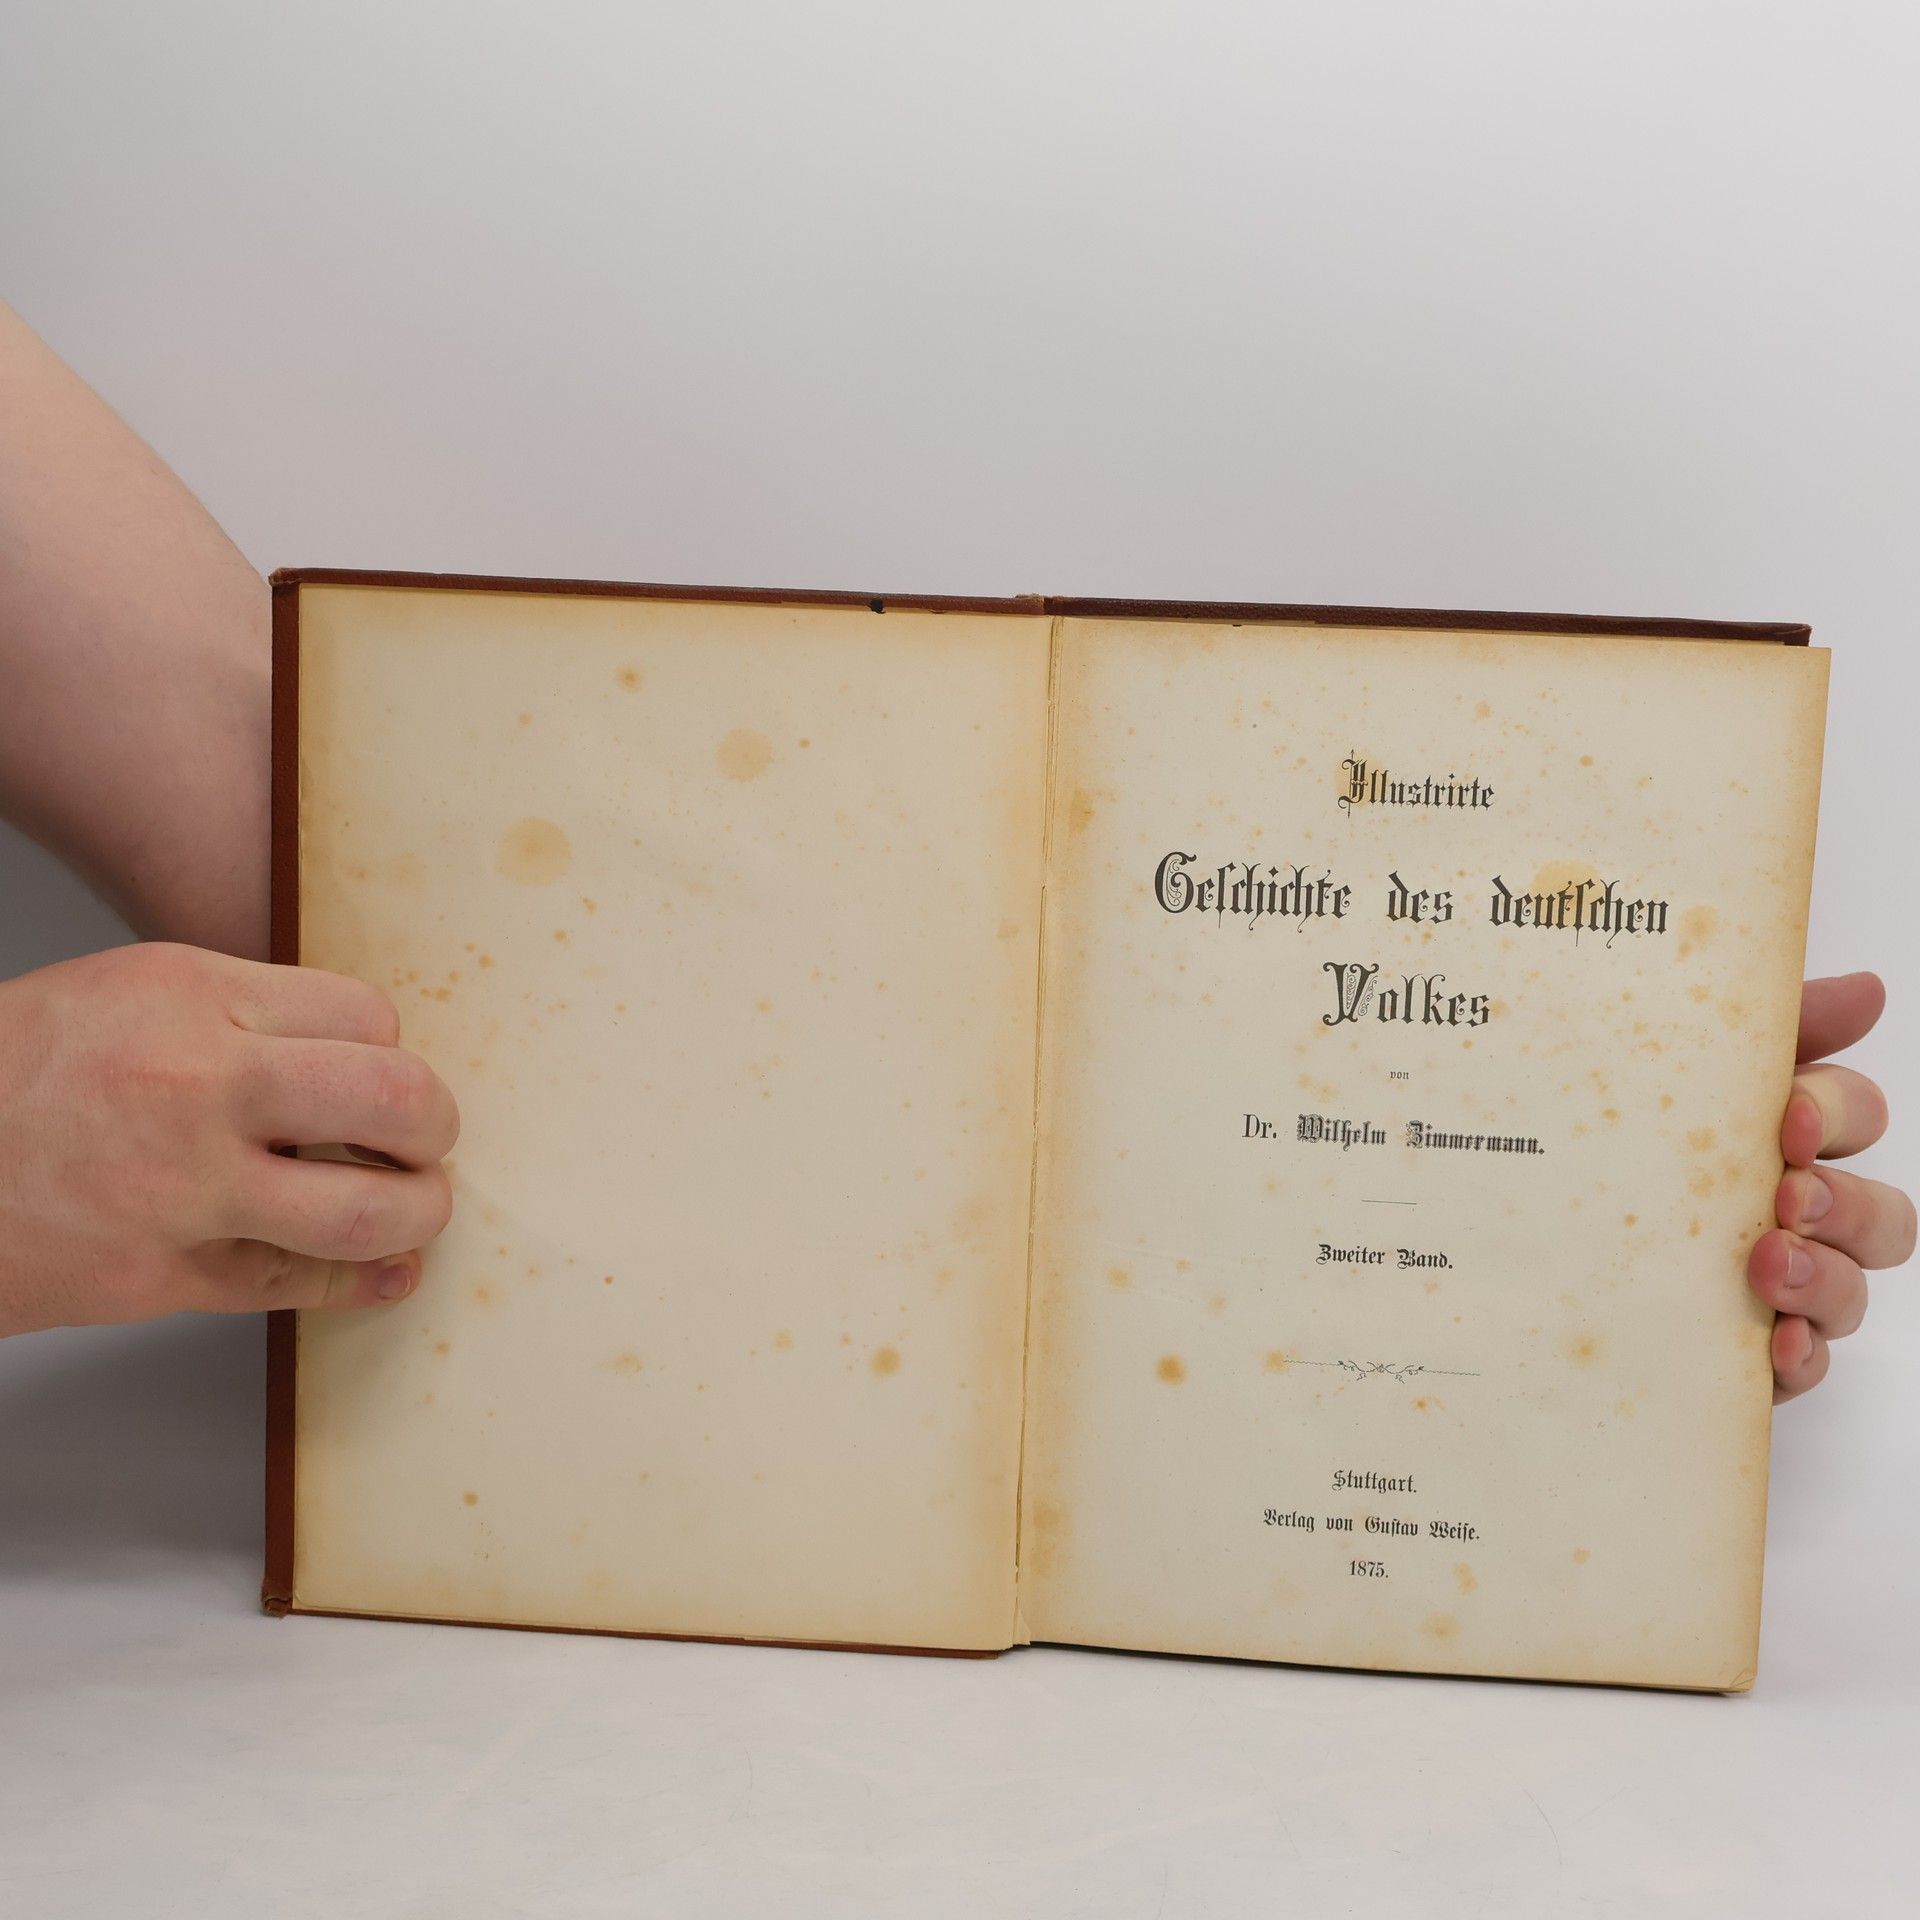 Illustrirte
Geſchichte des deutſchen
Volkes
von
Dr. Wilhelm Zimmermann.
Zweiter Band.
Stuttgart.
Verlag von Guſtav Weiſe.
1875.